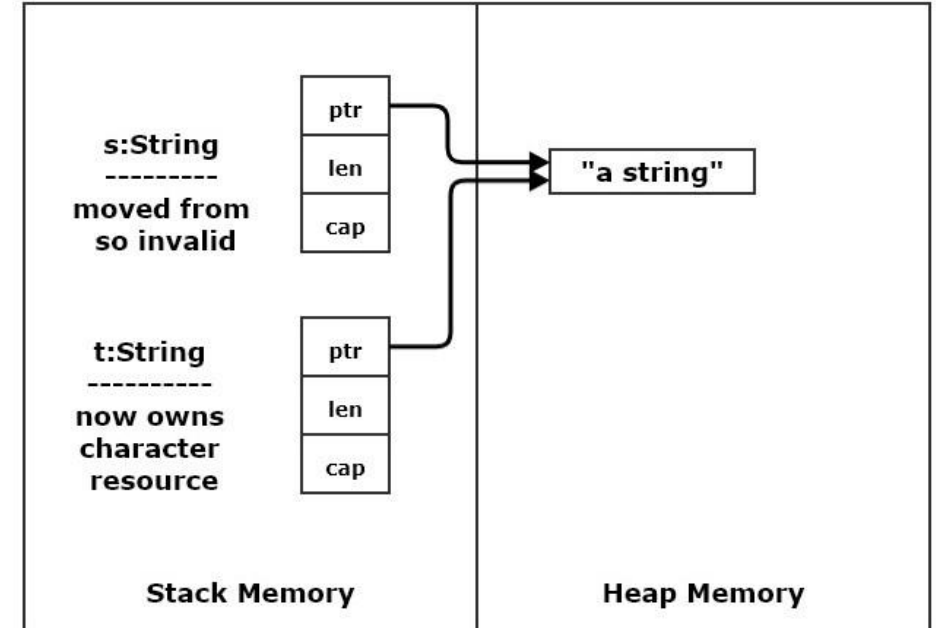 s:String
---------
moved from
so invalid
ptr
len
cap
"a string"
t:String
----------
now owns
character
resource
ptr
len
cap
Stack Memory
Heap Memory